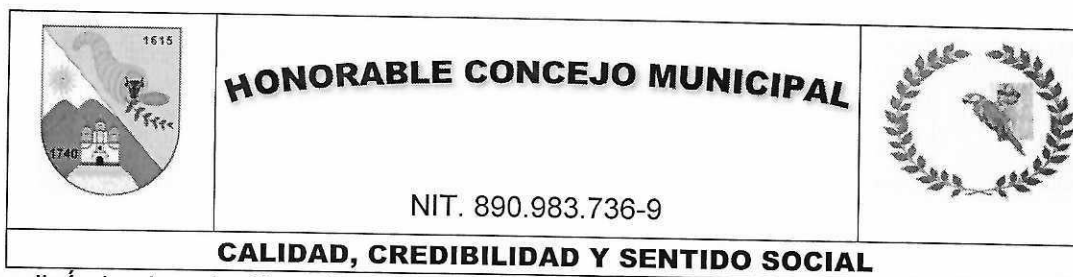 1615
1740
HONORABLE CONCEJO MUNICIPAL
NIT. 890.983.736-9
CALIDAD, CREDIBILIDAD Y SENTIDO SOCIAL